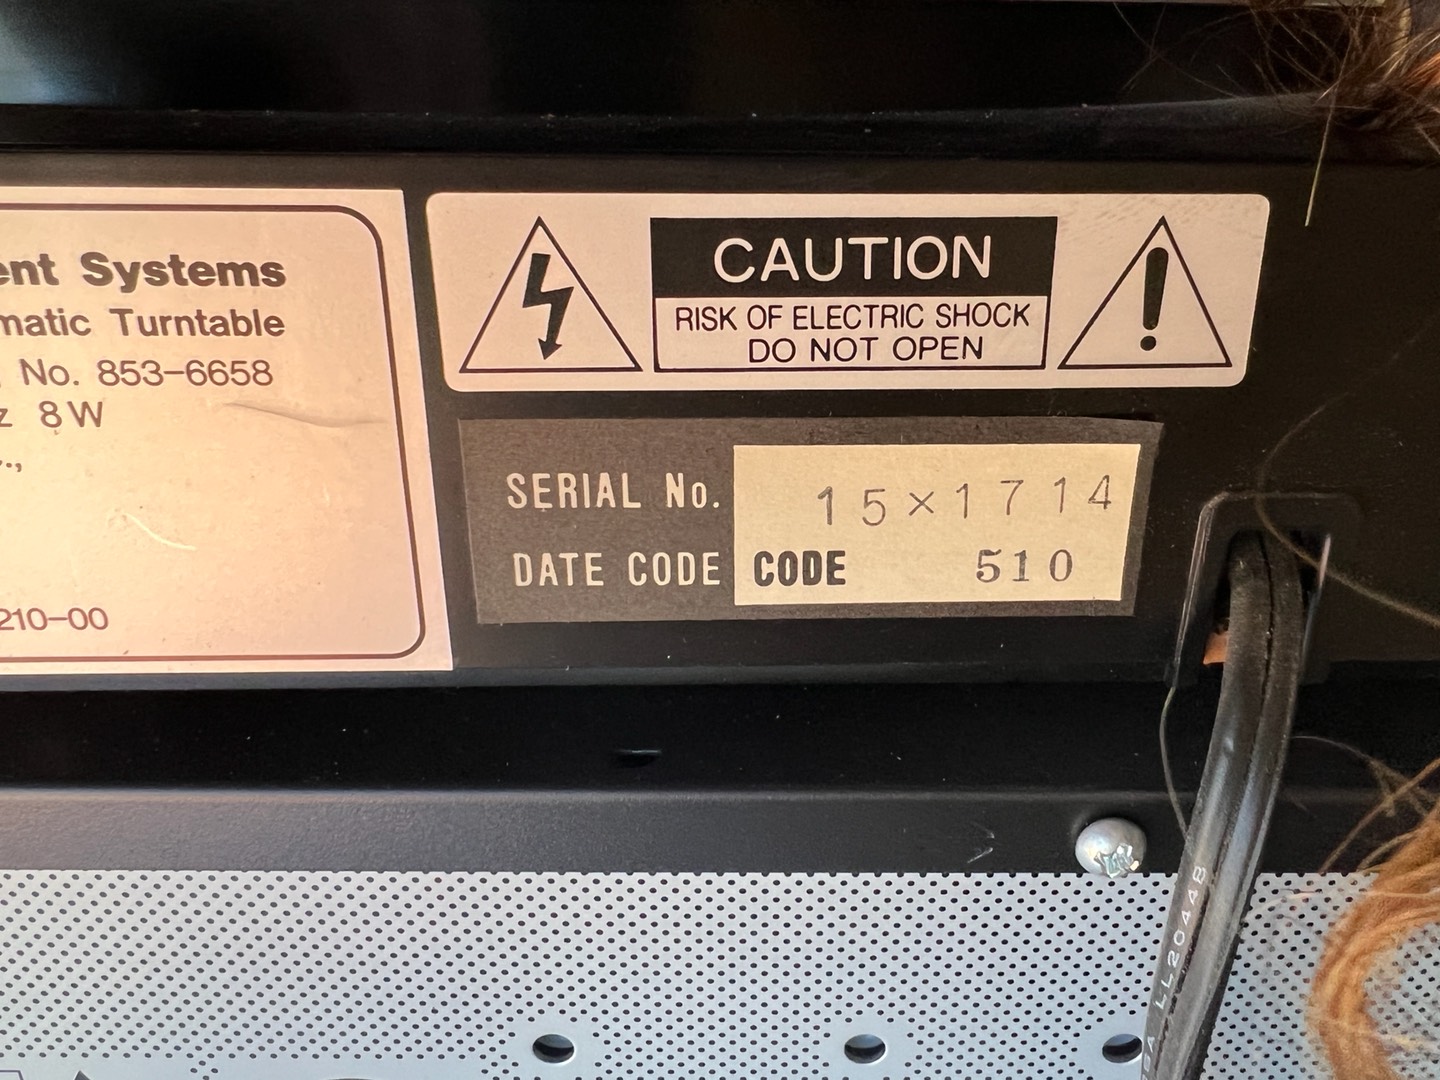 ent Systems
matic Turntable
No. 853-6658
z 8W
210-00
CAUTION
RISK OF ELECTRIC SHOCK
DO NOT OPEN
SERIAL No. 15×1714
DATE CODE CODE 510
LL20448